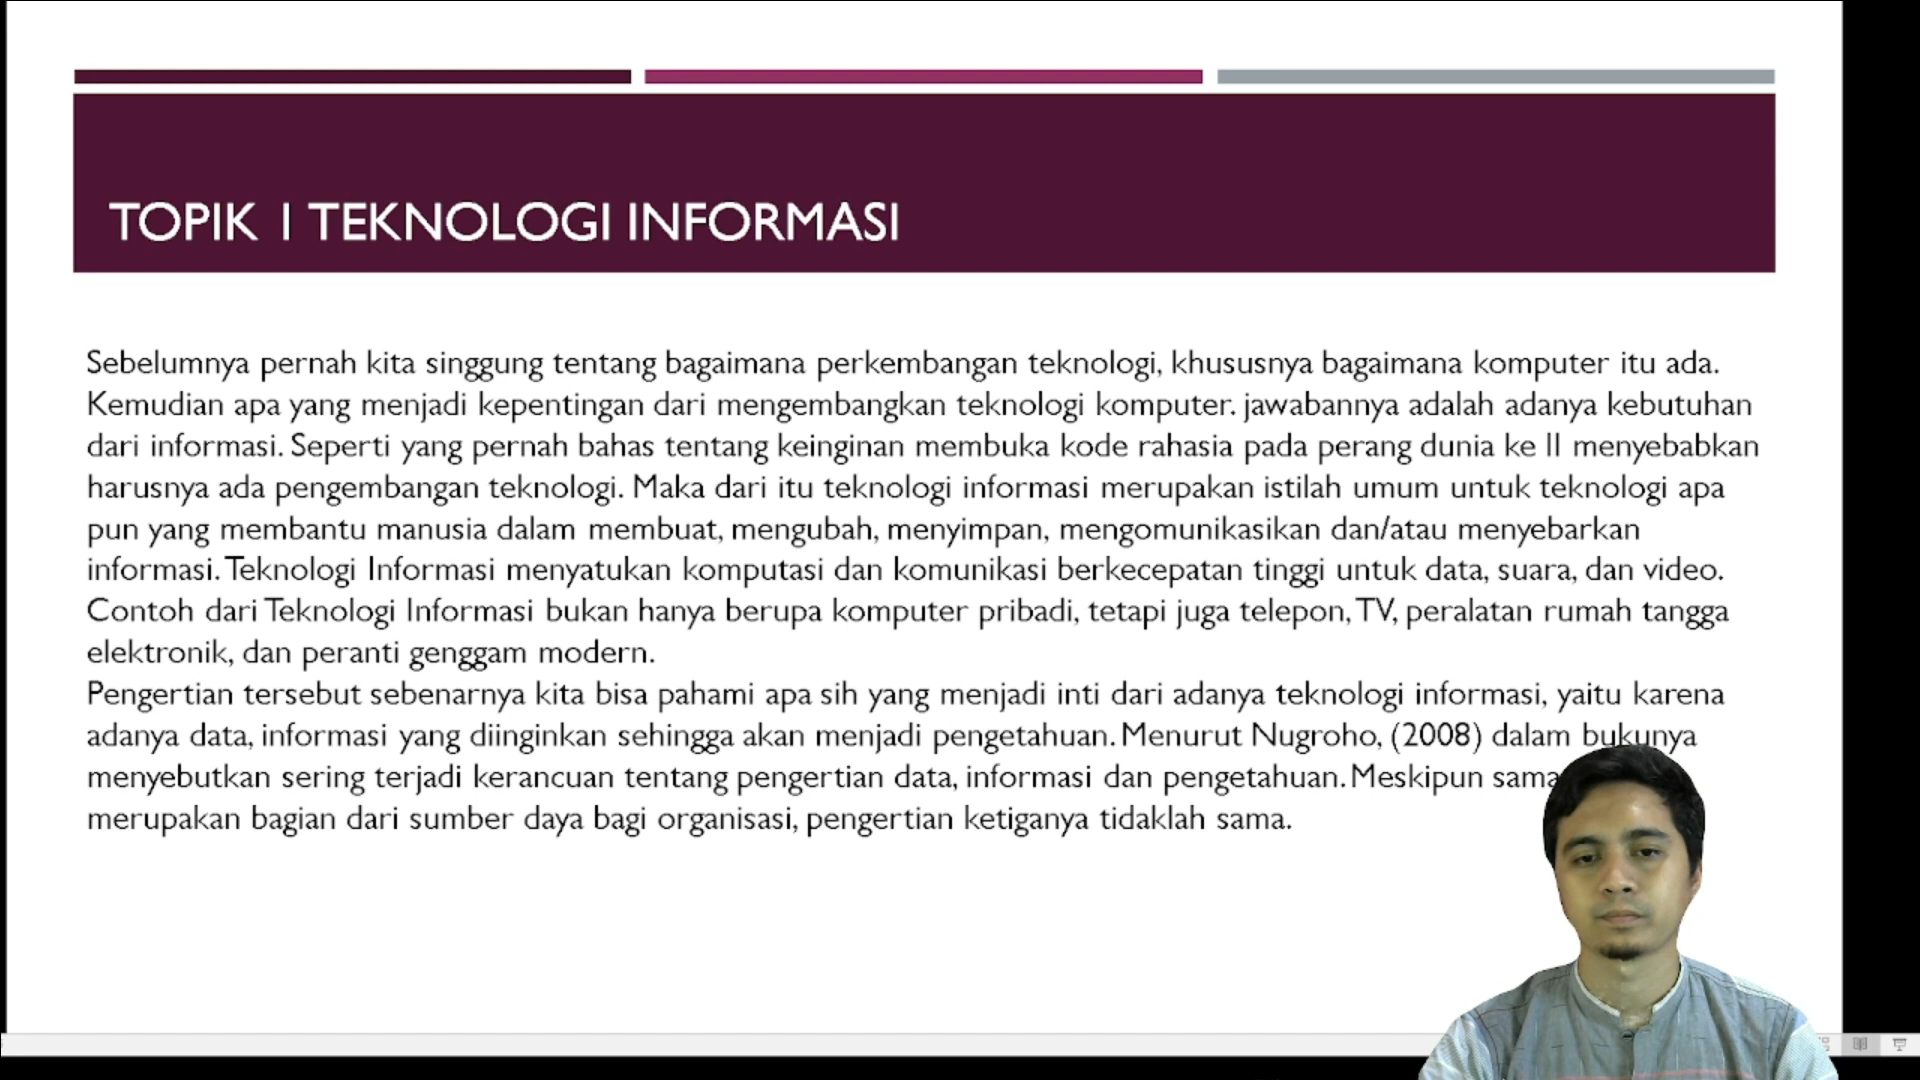 TOPIK 1 TEKNOLOGI INFORMASI
Sebelumnya pernah kita singgung tentang bagaimana perkembangan teknologi, khususnya bagaimana komputer itu ada.
Kemudian apa yang menjadi kepentingan dari mengembangkan teknologi komputer. jawabannya adalah adanya kebutuhan
dari informasi. Seperti yang pernah bahas tentang keinginan membuka kode rahasia pada perang dunia ke II menyebabkan
harusnya ada pengembangan teknologi. Maka dari itu teknologi informasi merupakan istilah umum untuk teknologi apa
pun yang membantu manusia dalam membuat, mengubah, menyimpan, mengomunikasikan dan/atau menyebarkan
informasi. Teknologi Informasi menyatukan komputasi dan komunikasi berkecepatan tinggi untuk data, suara, dan video.
Contoh dari Teknologi Informasi bukan hanya berupa komputer pribadi, tetapi juga telepon, TV, peralatan rumah tangga
elektronik, dan peranti genggam modern.
Pengertian tersebut sebenarnya kita bisa pahami apa sih yang menjadi inti dari adanya teknologi informasi, yaitu karena
adanya data, informasi yang diinginkan sehingga akan menjadi pengetahuan. Menurut Nugroho, (2008) dalam bukunya
menyebutkan sering terjadi kerancuan tentang pengertian data, informasi dan pengetahuan. Meskipun sama
merupakan bagian dari sumber daya bagi organisasi, pengertian ketiganya tidaklah sama.